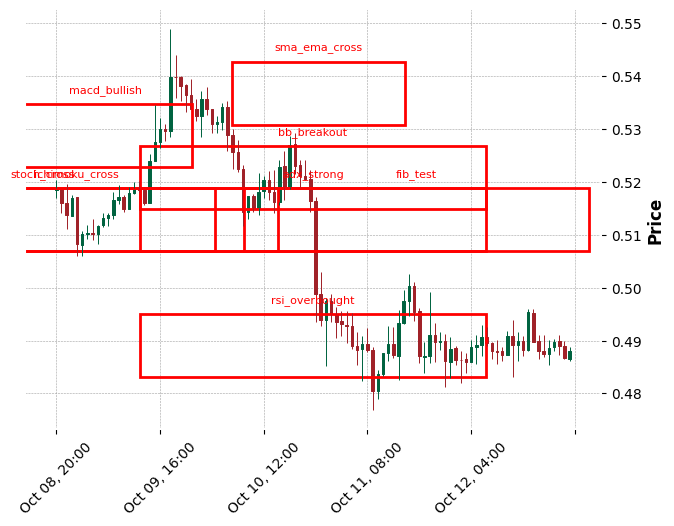 0.55
sma_ema_cross
0.54
macd_bullish
0.53
bb_breakout
0.52
fib_test
0.51
Price
0.50
rsi_overbought
0.49
0.48
Oct 08, 20:00
Oct 09, 16:00
Oct 10, 12:00
Oct 11, 08:00
Oct 12, 04:00